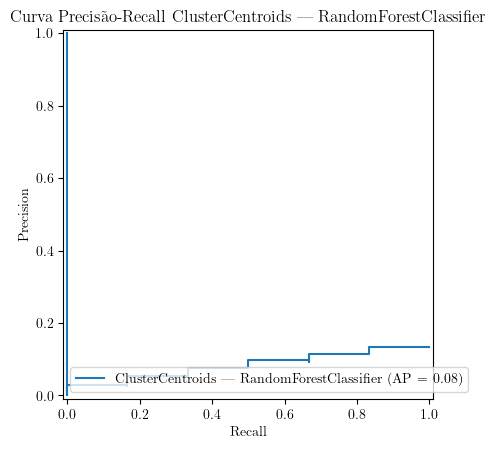 Curva Precisão-Recall ClusterCentroids — RandomForestClassifier
1.0
0.8
0.6
0.4
0.2
0.0
Precision
ClusterCentroids — RandomForestClassifier (AP = 0.08)
0.0 0.2 0.4 0.6 0.8 1.0
Recall